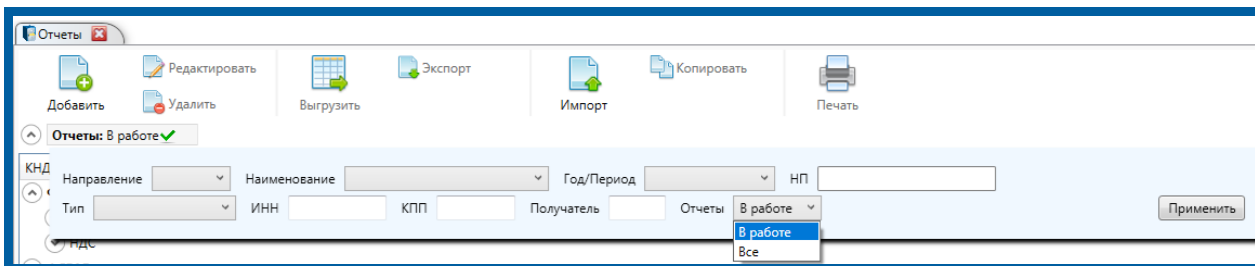 Отчеты
Редактировать Экспорт Копировать
Добавить Удалить Выгрузить Импорт Печать
Отчеты: В работе
КНД
Направление Наименование Год/Период НП
Тип ИНН КПП Получатель Отчеты В работе Применить
В работе
НДС
Все